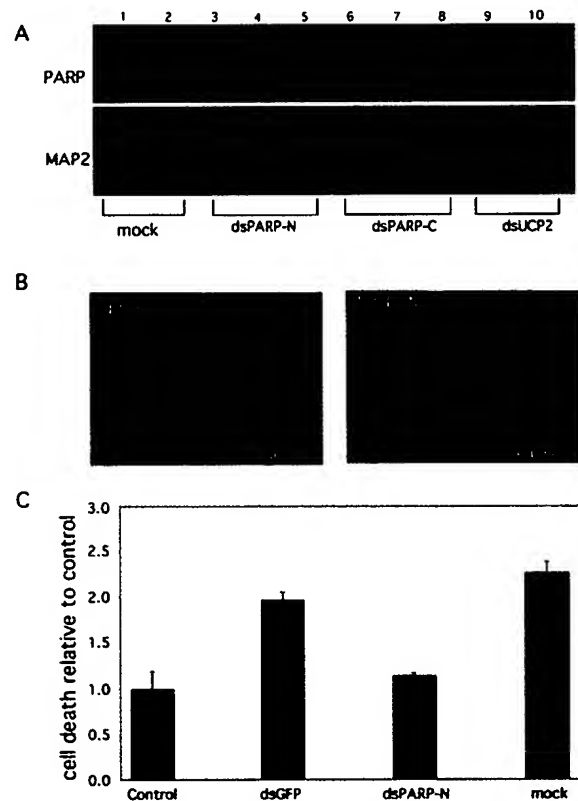 A
1 2 3 4 5 6 7 8 9 10
PARP
MAP2
mock dsPARP-N dsPARP-C dsUCP2
B
C
cell death relative to control
3.0
2.5
2.0
1.5
1.0
0.5
0.0
Control dsGFP dsPARP-N mock